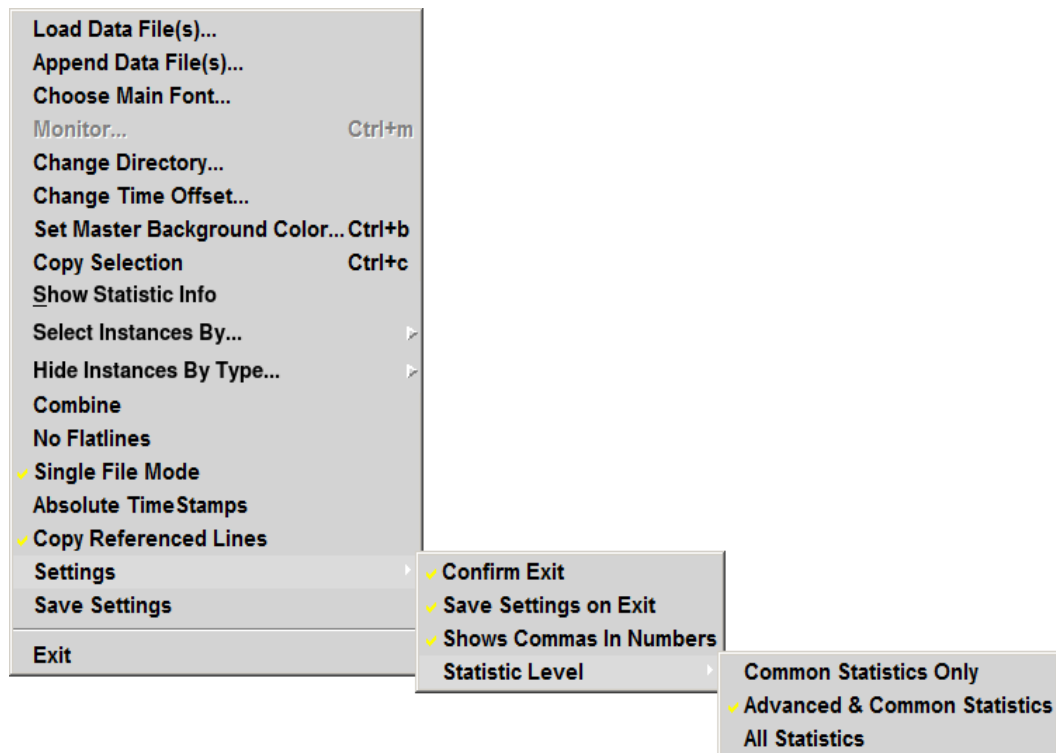 Load Data File(s)...
Append Data File(s)...
Choose Main Font...
Monitor... Ctrl+m
Change Directory...
Change Time Offset...
Set Master Background Color... Ctrl+b
Copy Selection Ctrl+c
Show Statistic Info
Select Instances By...
Hide Instances By Type...
Combine
No Flatlines
Single File Mode
Absolute TimeStamps
Copy Referenced Lines
Settings
Save Settings
Exit
Confirm Exit
Save Settings on Exit
Shows Commas In Numbers
Statistic Level
Common Statistics Only
Advanced & Common Statistics
All Statistics